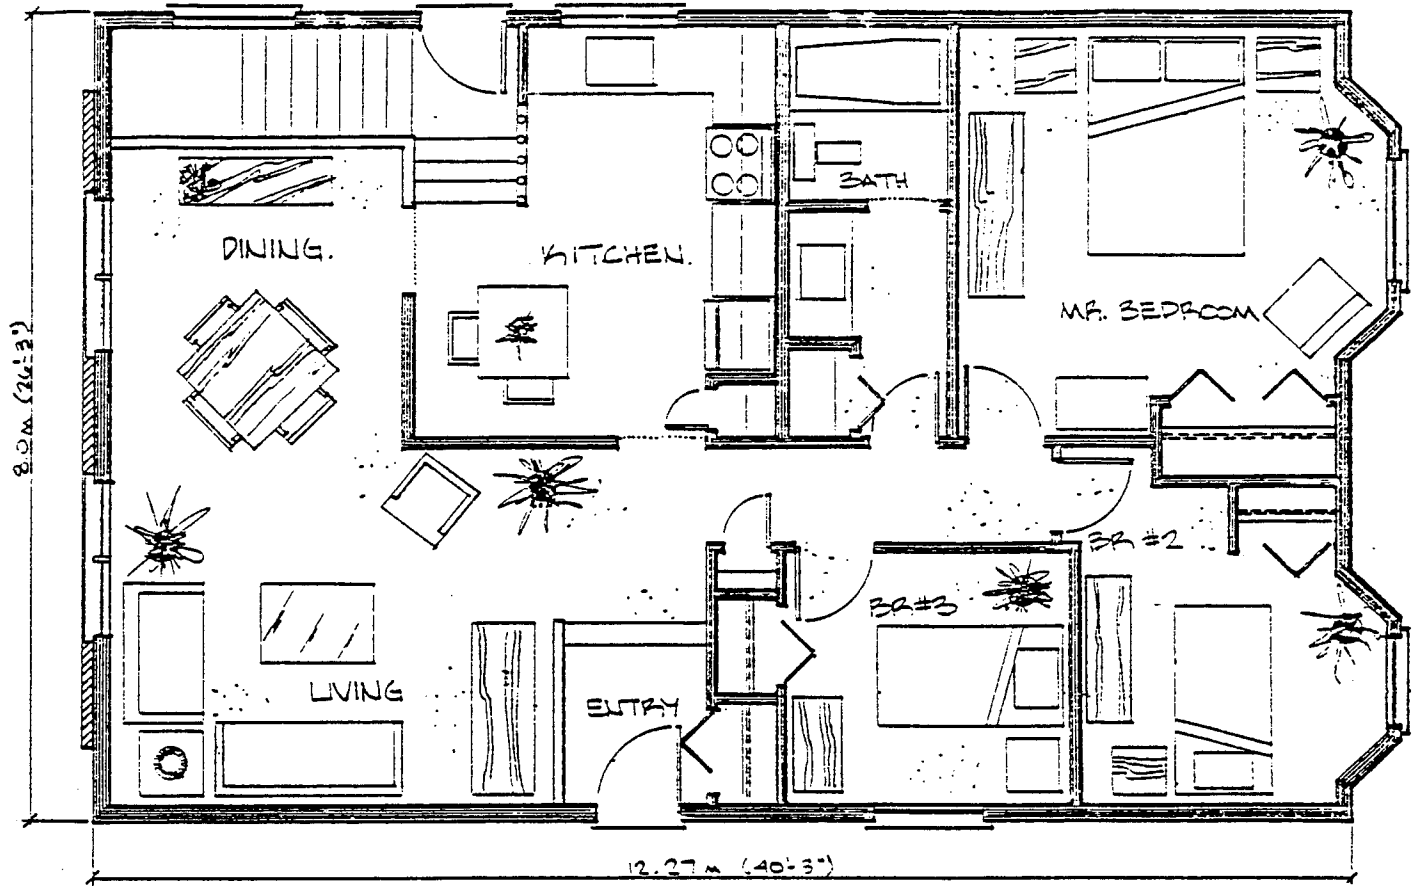 BATH
DINING.
KITCHEN.
MR. BEDROOM
8.0m (26'-3")
BR #2
BR #3
LIVING
ENTRY
12.27 m (40'-3")